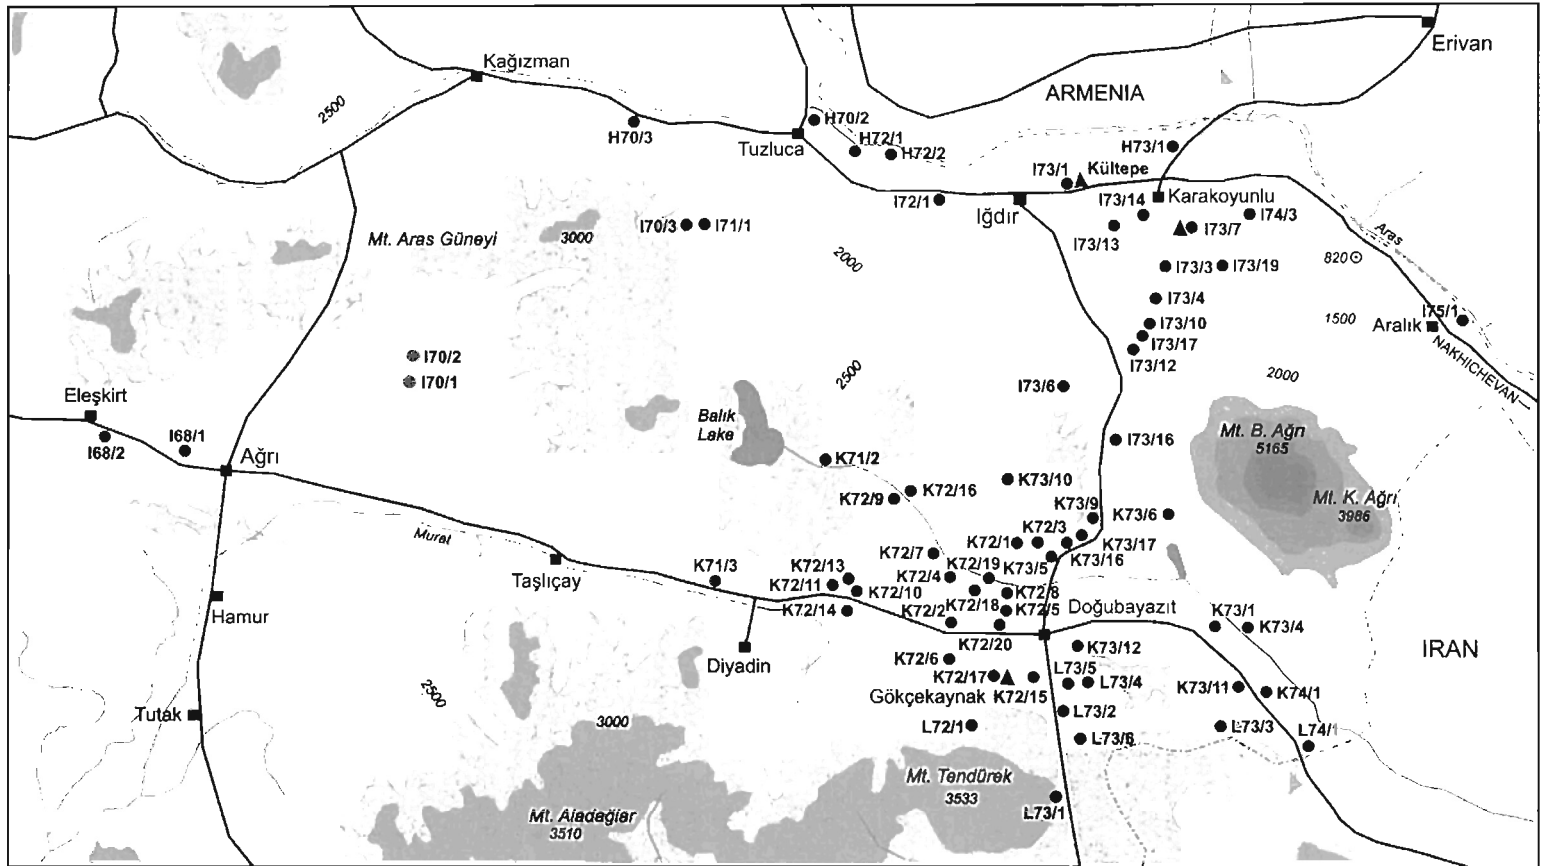 Erivan
Kağızman
2500
ARMENIA
H70/2
H70/3
Tuzluca
H72/1
H72/2
H73/1
I73/1
Kültepe
I72/1
Iğdır
I73/14
Karakoyunlu
I70/3
I71/1
I73/13
I73/7
I74/3
Mt. Aras Güneyi
3000
2000
Aras
820
I73/3
I73/19
I73/4
I73/10
I73/17
I73/12
1500
Aralık
I75/1
NAKHICHEVAN
I70/2
I70/1
2500
I73/6
2000
Eleşkirt
I68/2
I68/1
Ağrı
Balık
Lake
K71/2
I73/16
Mt. B. Ağrı
5165
Mt. K. Ağrı
3986
K72/9
K72/16
K73/10
K73/9
K73/6
Murat
Taşlıçay
K72/7
K72/1
K72/3
K73/17
K73/16
K73/5
K71/3
K72/13
K72/11
K72/10
K72/14
K72/4
K72/19
K72/8
K72/18
K72/5
K72/2
K72/20
Doğubayazıt
K73/1
K73/4
Hamur
Diyadin
K72/6
K73/12
IRAN
K72/17
K72/15
Gökçekaynak
L73/5
L73/4
K73/11
K74/1
2500
Tutak
3000
L72/1
L73/2
L73/6
L73/3
L74/1
Mt. Tendürek
3533
L73/1
Mt. Aladağlar
3510